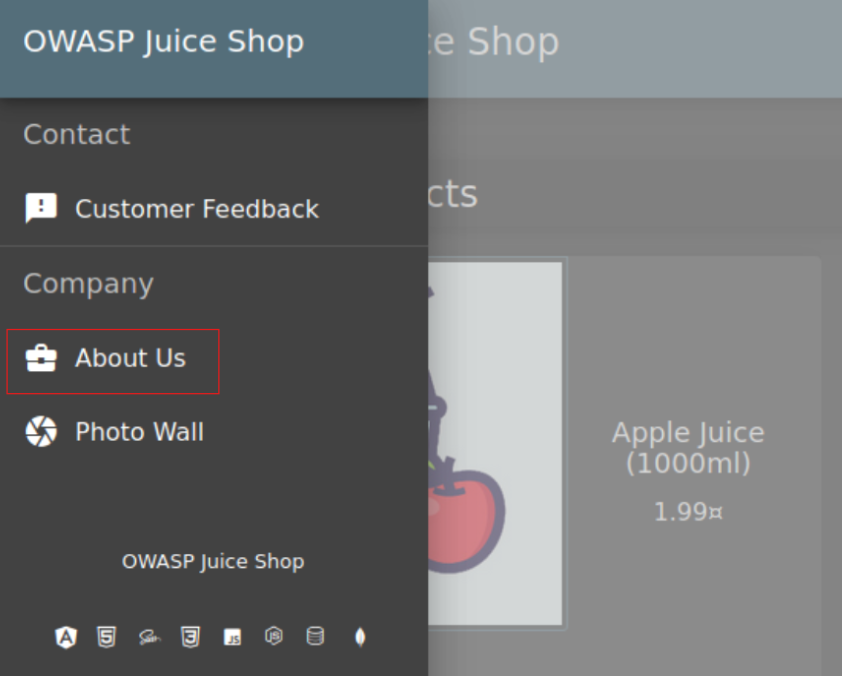 OWASP Juice Shop
ce Shop
Contact
cts
Customer Feedback
Company
About Us
Photo Wall
Apple Juice
(1000ml)
1.99¤
OWASP Juice Shop